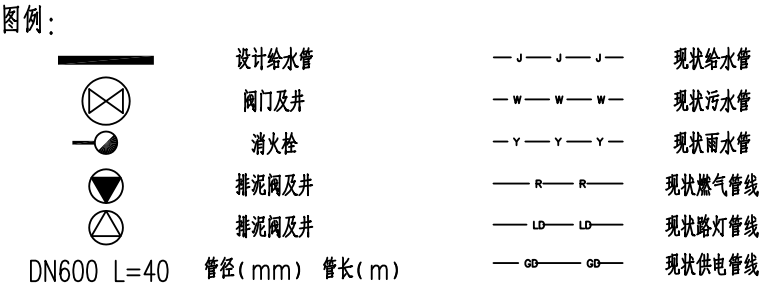 图例：
设计给水管 — J — J — J — 现状给水管
阀门及井 — W — W — W — 现状污水管
消火栓 — Y — Y — Y — 现状雨水管
排泥阀及井 — R — R — 现状燃气管线
排泥阀及井 — LD — LD — 现状路灯管线
DN600 L=40 管径(mm) 管长(m) — GD — GD — 现状供电管线